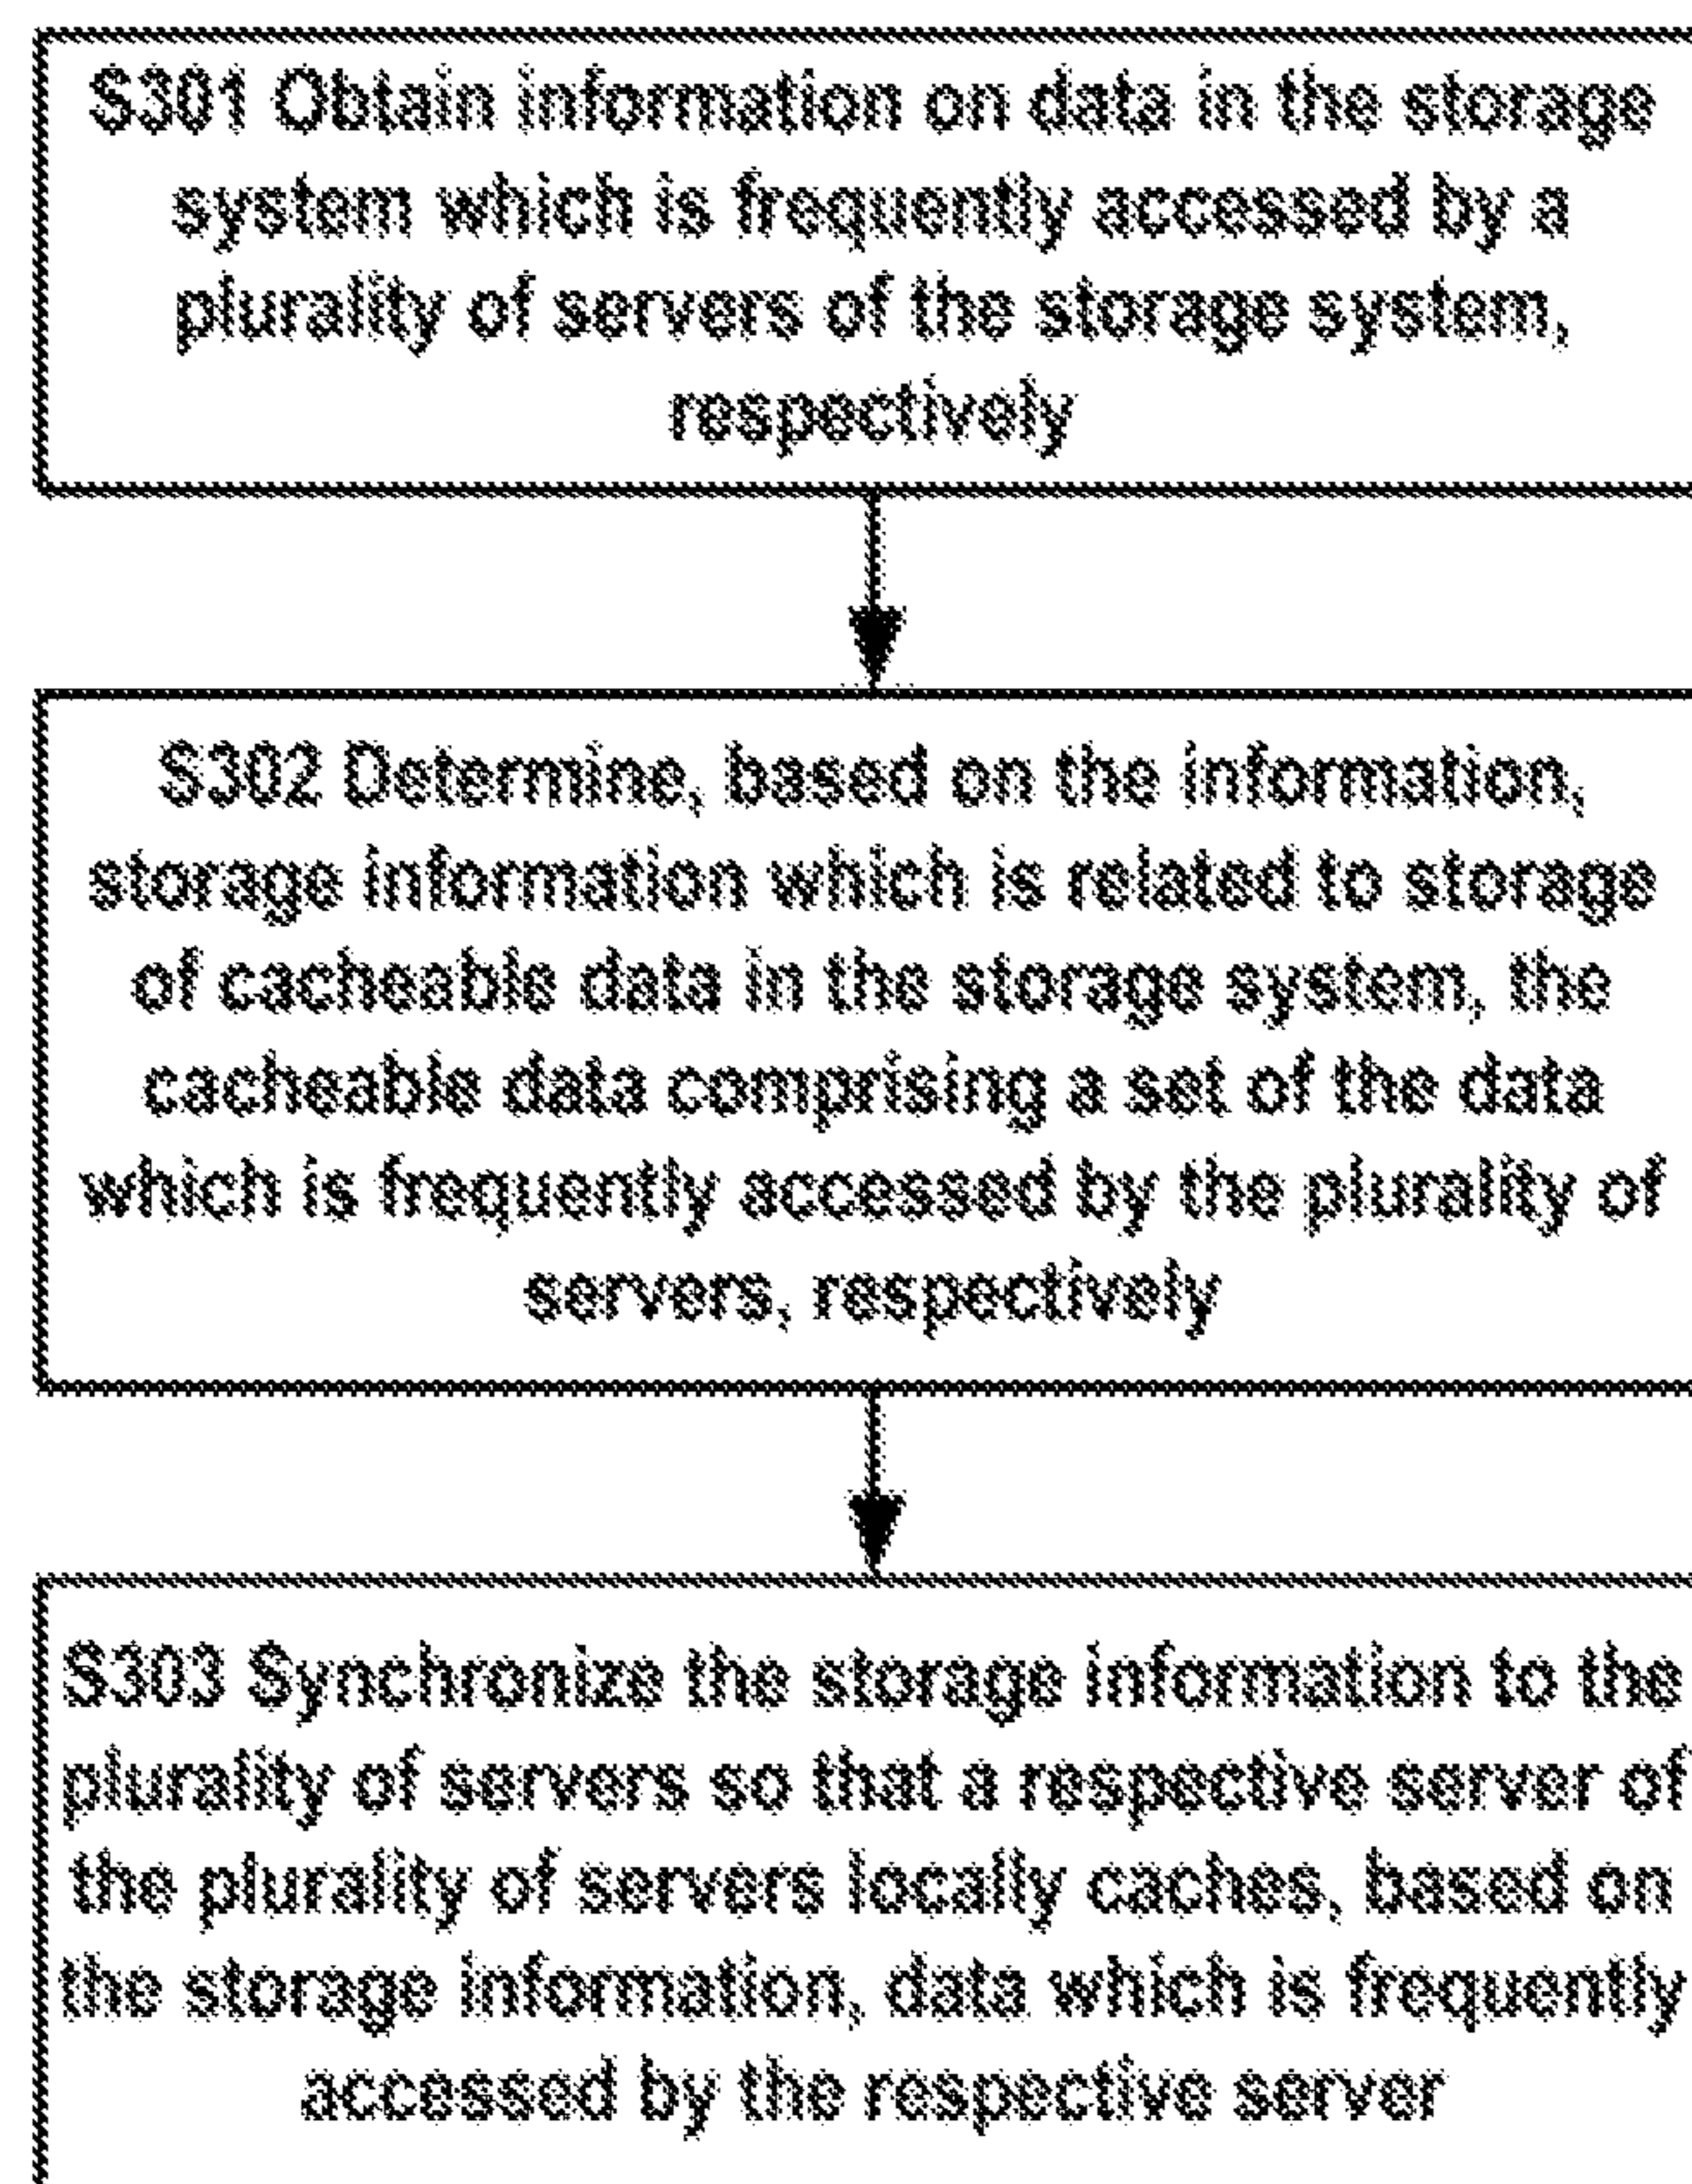 S301 Obtain information on data in the storage
system which is frequently accessed by a
plurality of servers of the storage system,
respectively
S302 Determine, based on the information,
storage information which is related to storage
of cacheable data in the storage system, the
cacheable data comprising a set of the data
which is frequently accessed by the plurality of
servers, respectively
S303 Synchronize the storage information to the
plurality of servers so that a respective server of
the plurality of servers locally caches, based on
the storage information, data which is frequently
accessed by the respective server